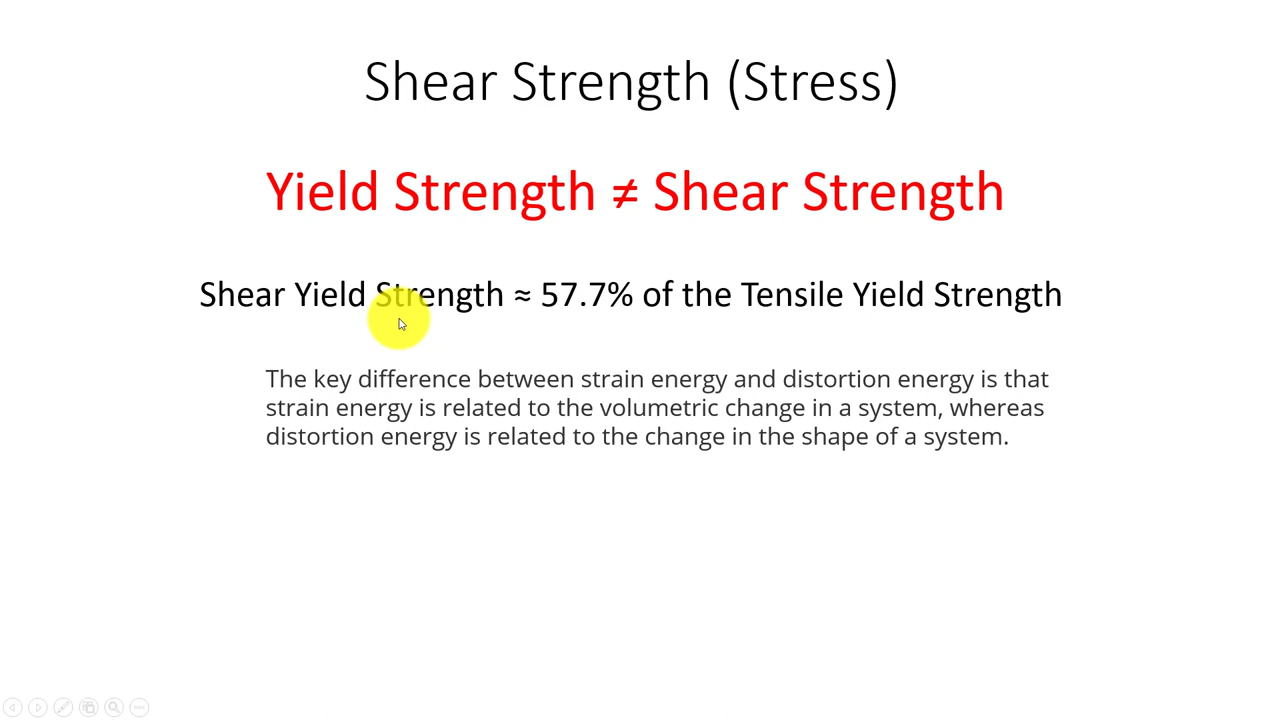 Shear Strength (Stress)
Yield Strength ≠ Shear Strength
Shear Yield Strength ≈ 57.7% of the Tensile Yield Strength
The key difference between strain energy and distortion energy is that
strain energy is related to the volumetric change in a system, whereas
distortion energy is related to the change in the shape of a system.